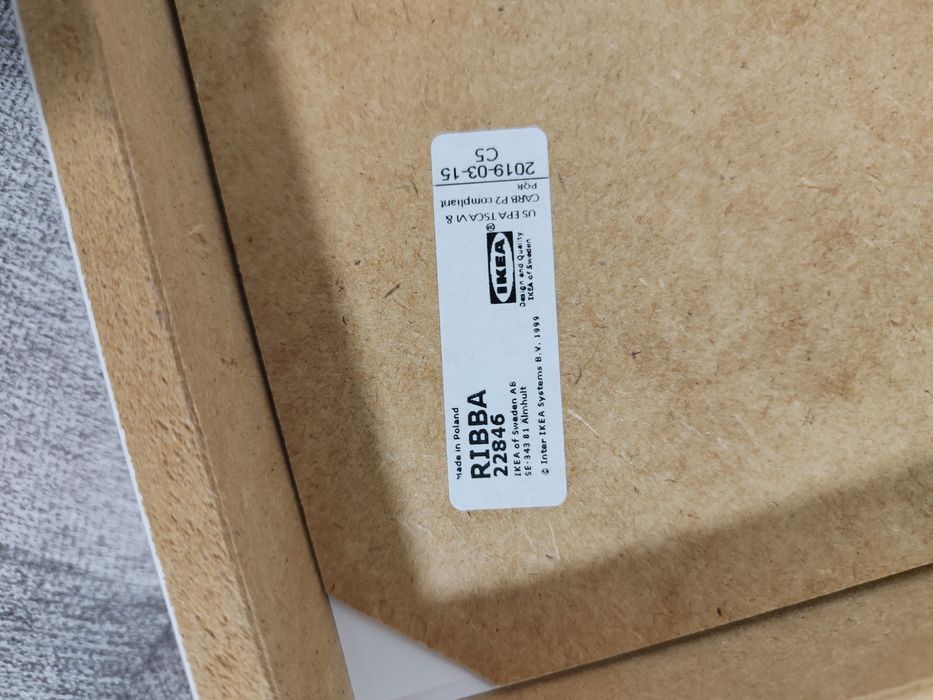 Made in Poland
RIBBA
22846
IKEA of Sweden AB
SE-343 81 Älmhult
© Inter IKEA Systems B.V. 1999
IKEA®
Design and Quality
IKEA of Sweden
US EPA TSCA VI &
CARB P2 compliant
PQR
2019-03-15
C5